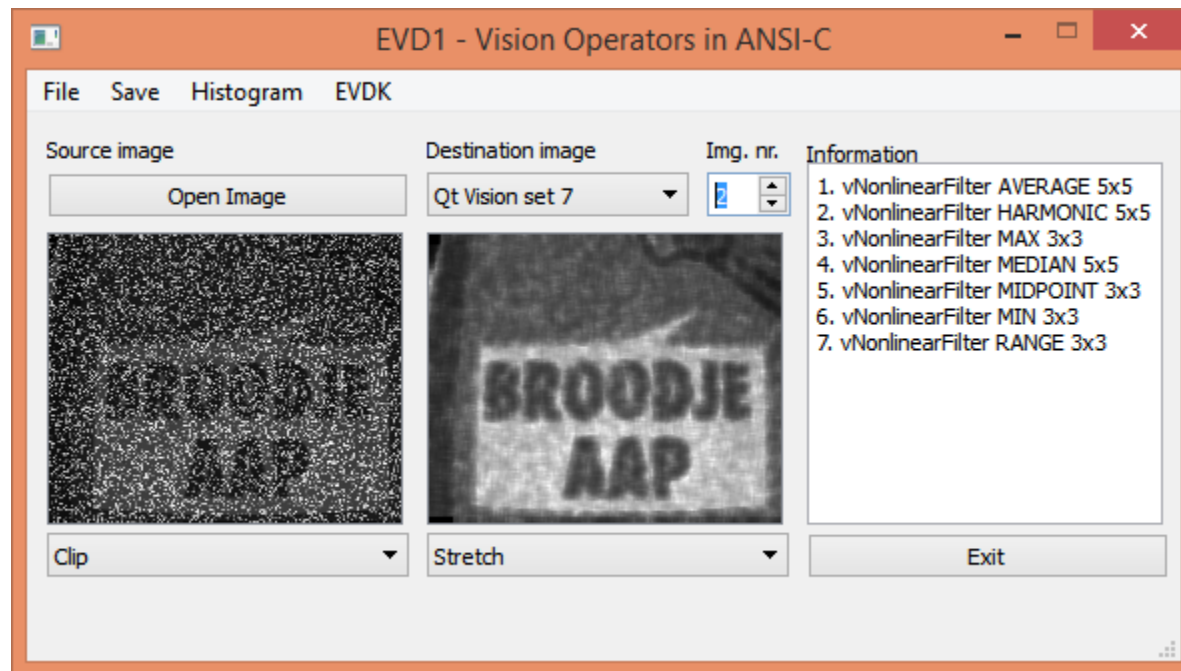 EVD1 - Vision Operators in ANSI-C
File Save Histogram EVDK
Source image
Destination image
Img. nr.
Information
Open Image
Qt Vision set 7
2
1. vNonlinearFilter AVERAGE 5x5
2. vNonlinearFilter HARMONIC 5x5
3. vNonlinearFilter MAX 3x3
4. vNonlinearFilter MEDIAN 5x5
5. vNonlinearFilter MIDPOINT 3x3
6. vNonlinearFilter MIN 3x3
7. vNonlinearFilter RANGE 3x3
BROODJE
AAP
BROODJE
AAP
Clip
Stretch
Exit